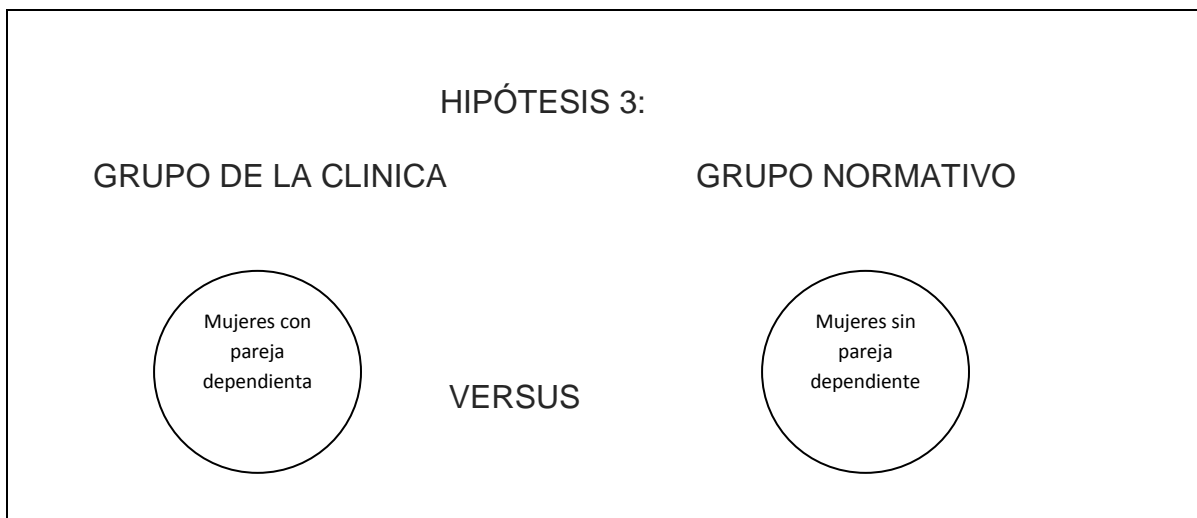 HIPÓTESIS 3:
GRUPO DE LA CLINICA
GRUPO NORMATIVO
Mujeres con
pareja
dependienta
VERSUS
Mujeres sin
pareja
dependiente